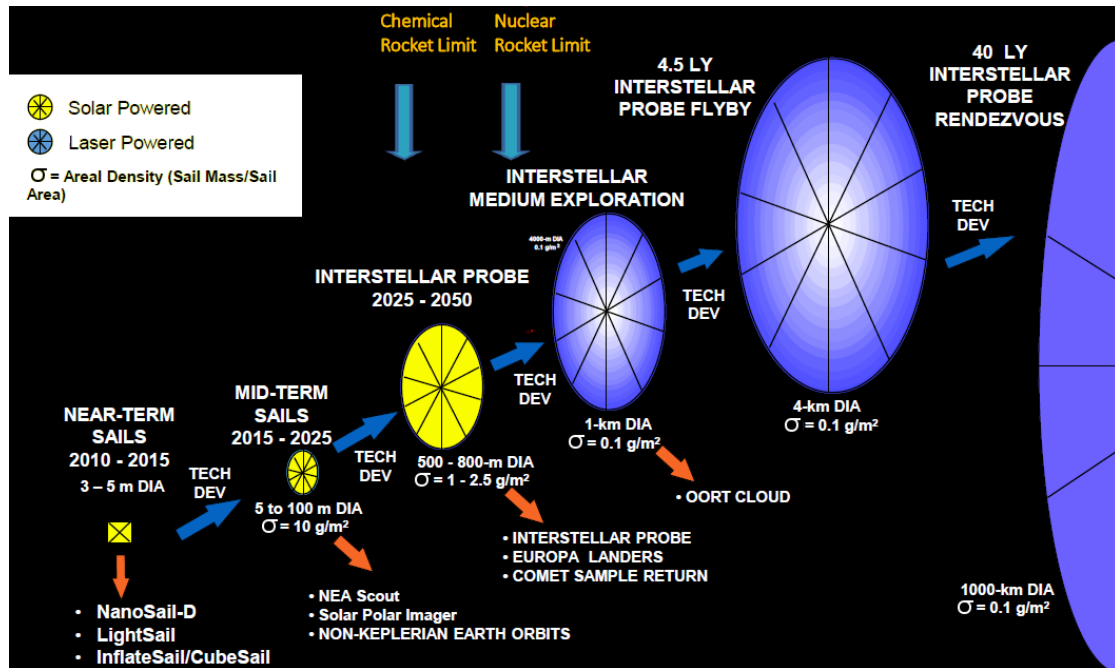 Chemical
Rocket Limit
Nuclear
Rocket Limit
Solar Powered
Laser Powered
σ = Areal Density (Sail Mass/Sail
Area)
NEAR-TERM
SAILS
2010 - 2015
3 – 5 m DIA
• NanoSail-D
• LightSail
• InflateSail/CubeSail
TECH
DEV
MID-TERM
SAILS
2015 - 2025
5 to 100 m DIA
σ = 10 g/m²
• NEA Scout
• Solar Polar Imager
• NON-KEPLERIAN EARTH ORBITS
TECH
DEV
INTERSTELLAR PROBE
2025 - 2050
500 - 800-m DIA
σ = 1 - 2.5 g/m²
• INTERSTELLAR PROBE
• EUROPA LANDERS
• COMET SAMPLE RETURN
TECH
DEV
INTERSTELLAR
MEDIUM EXPLORATION
4000-m DIA
0.1 g/m²
1-km DIA
σ = 0.1 g/m²
• OORT CLOUD
TECH
DEV
4.5 LY
INTERSTELLAR
PROBE FLYBY
4-km DIA
σ = 0.1 g/m²
TECH
DEV
40 LY
INTERSTELLAR
PROBE
RENDEZVOUS
1000-km DIA
σ = 0.1 g/m²